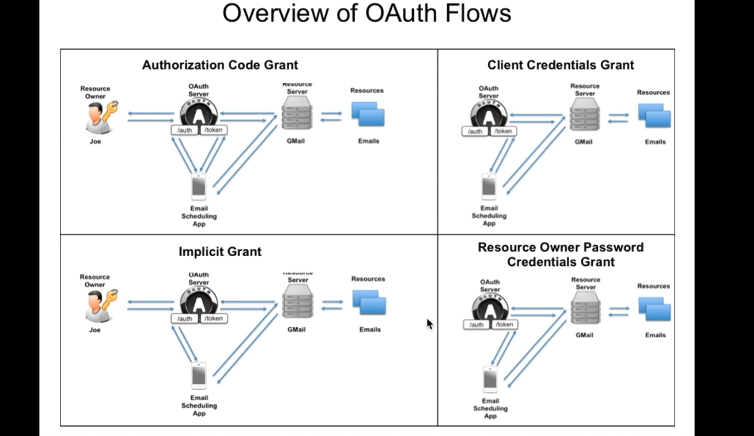 Overview of OAuth Flows
Authorization Code Grant
Resource
Owner
Joe
OAuth
Server
/auth
/token
Resource
Server
GMail
Resources
Emails
Email
Scheduling
App
Client Credentials Grant
OAuth
Server
/auth
/token
Resource
Server
GMail
Resources
Emails
Email
Scheduling
App
Implicit Grant
Resource
Owner
Joe
OAuth
Server
/auth
/token
Server
GMail
Resources
Emails
Email
Scheduling
App
Resource Owner Password
Credentials Grant
OAuth
Server
/auth
/token
Resource
Server
GMail
Resources
Emails
Email
Scheduling
App